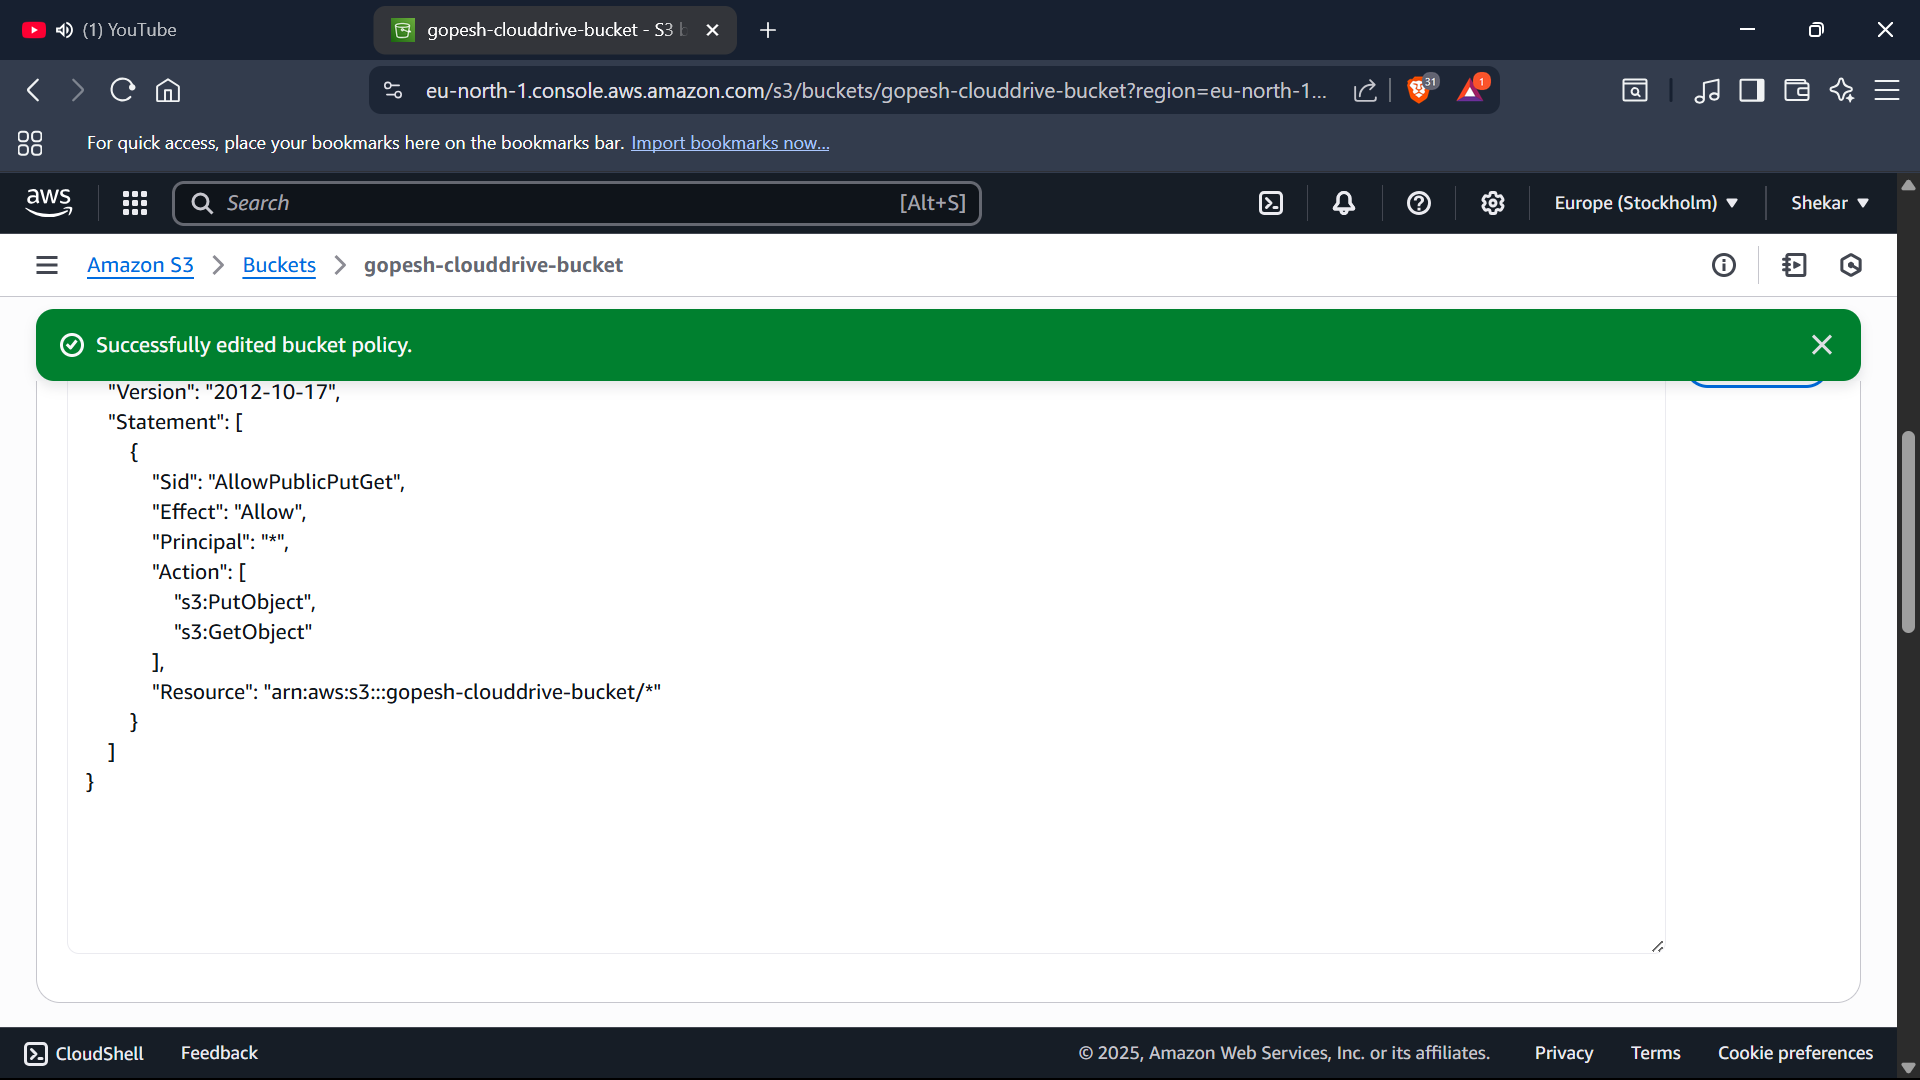 (1) YouTube
gopesh-clouddrive-bucket - S3 b
eu-north-1.console.aws.amazon.com/s3/buckets/gopesh-clouddrive-bucket?region=eu-north-1...
31
1
For quick access, place your bookmarks here on the bookmarks bar. Import bookmarks now...
aws
Search
[Alt+S]
Europe (Stockholm)
Shekar
Amazon S3
Buckets
gopesh-clouddrive-bucket
Successfully edited bucket policy.
"Version": "2012-10-17",
"Statement": [
{
"Sid": "AllowPublicPutGet",
"Effect": "Allow",
"Principal": "*",
"Action": [
"s3:PutObject",
"s3:GetObject"
],
"Resource": "arn:aws:s3:::gopesh-clouddrive-bucket/*"
}
]
}
CloudShell
Feedback
© 2025, Amazon Web Services, Inc. or its affiliates.
Privacy
Terms
Cookie preferences